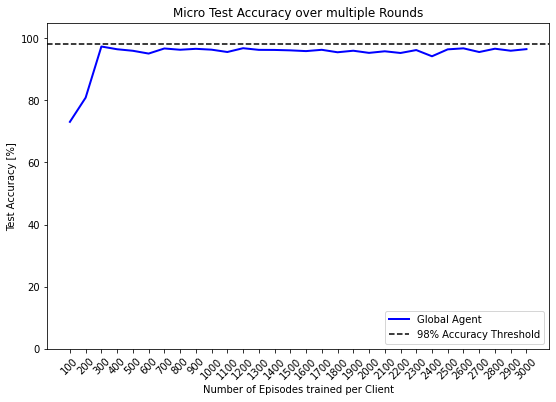 Micro Test Accuracy over multiple Rounds
Test Accuracy [%]
100
80
60
40
20
0
Global Agent
98% Accuracy Threshold
100 200 300 400 500 600 700 800 900 1000 1100 1200 1300 1400 1500 1600 1700 1800 1900 2000 2100 2200 2300 2400 2500 2600 2700 2800 2900 3000
Number of Episodes trained per Client